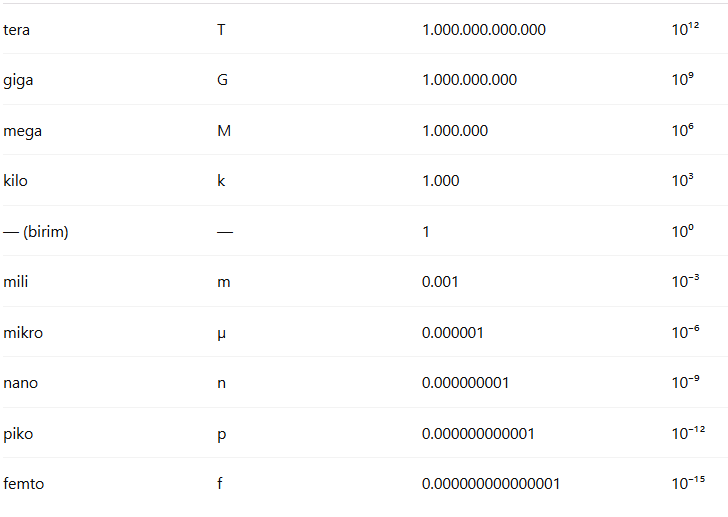 tera T 1.000.000.000.000 10¹²
giga G 1.000.000.000 10⁹
mega M 1.000.000 10⁶
kilo k 1.000 10³
— (birim) — 1 10⁰
mili m 0.001 10⁻³
mikro µ 0.000001 10⁻⁶
nano n 0.000000001 10⁻⁹
piko p 0.000000000001 10⁻¹²
femto f 0.000000000000001 10⁻¹⁵